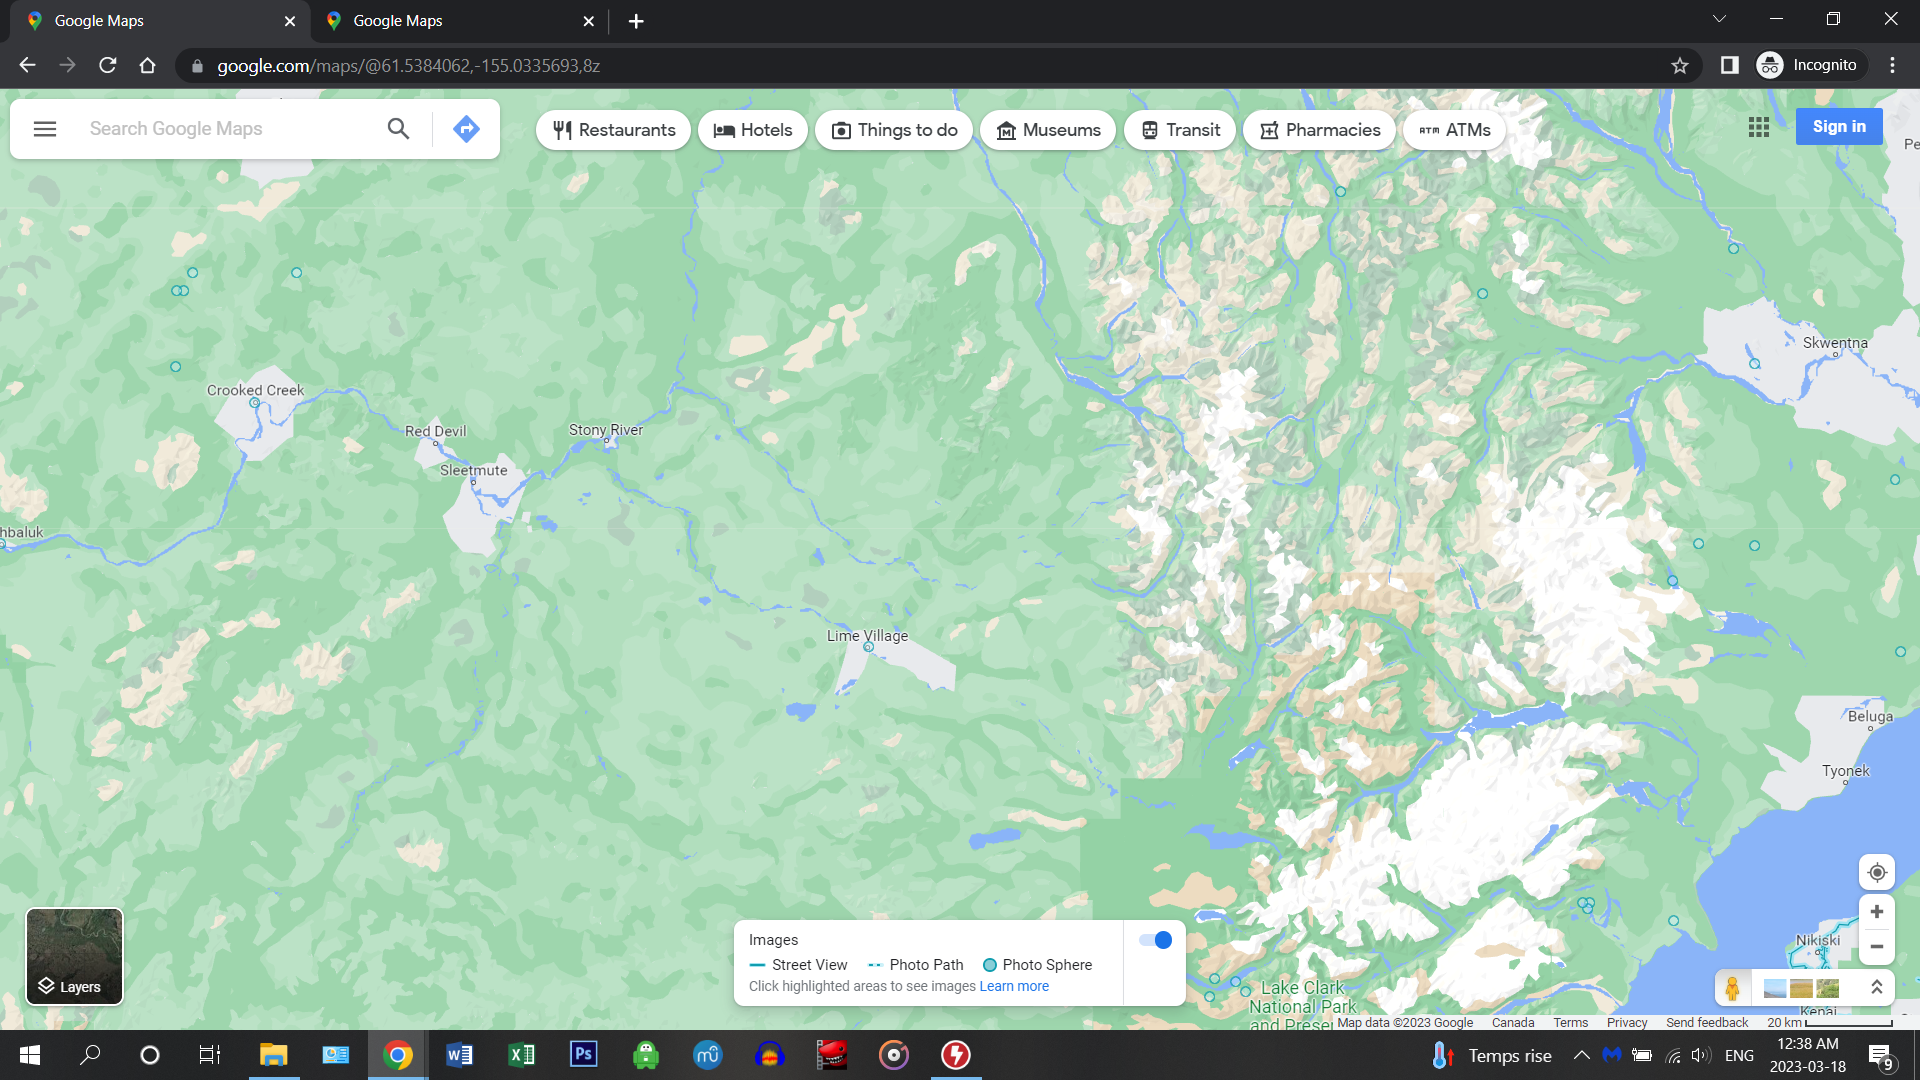 Google Maps
Google Maps
google.com/maps/@61.5384062,-155.0335693,8z
Incognito
Search Google Maps
Restaurants
Hotels
Things to do
Museums
Transit
Pharmacies
ATM ATMs
Sign in
Pe
Skwentna
Crooked Creek
Red Devil
Stony River
Sleetmute
hbaluk
Lime Village
Beluga
Tyonek
Nikiski
Kenai
Lake Clark
National Park
and Preser
Layers
Images
Street View
Photo Path
Photo Sphere
Click highlighted areas to see images Learn more
Map data ©2023 Google
Canada
Terms
Privacy
Send feedback
20 km
W
X
Ps
Temps rise
ENG
12:38 AM
2023-03-18
9